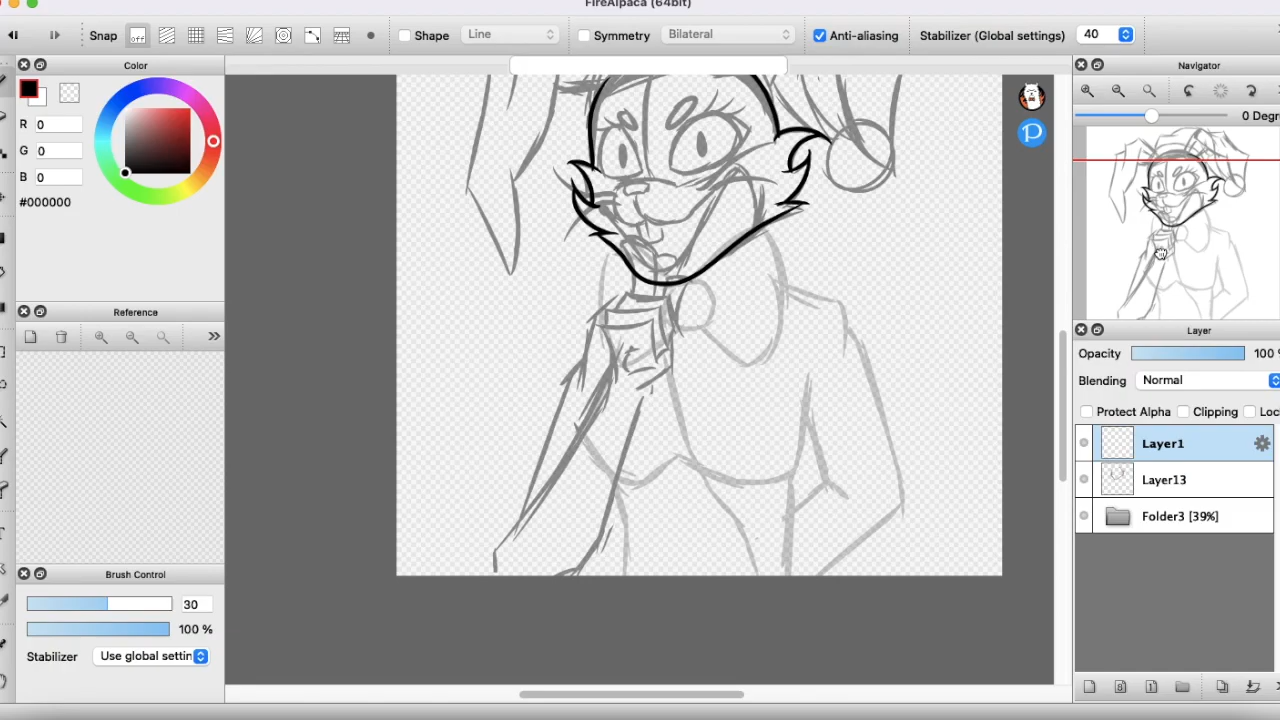 FireAlpaca (64bit)
Snap off Shape Line Symmetry Bilateral Anti-aliasing Stabilizer (Global settings) 40
Color
R 0
G 0
B 0
#000000
Reference
Brush Control
30
100 %
Stabilizer Use global settin
Navigator
0 Degr
Layer
Opacity 100 %
Blending Normal
Protect Alpha Clipping Loc
Layer1
Layer13
Folder3 [39%]